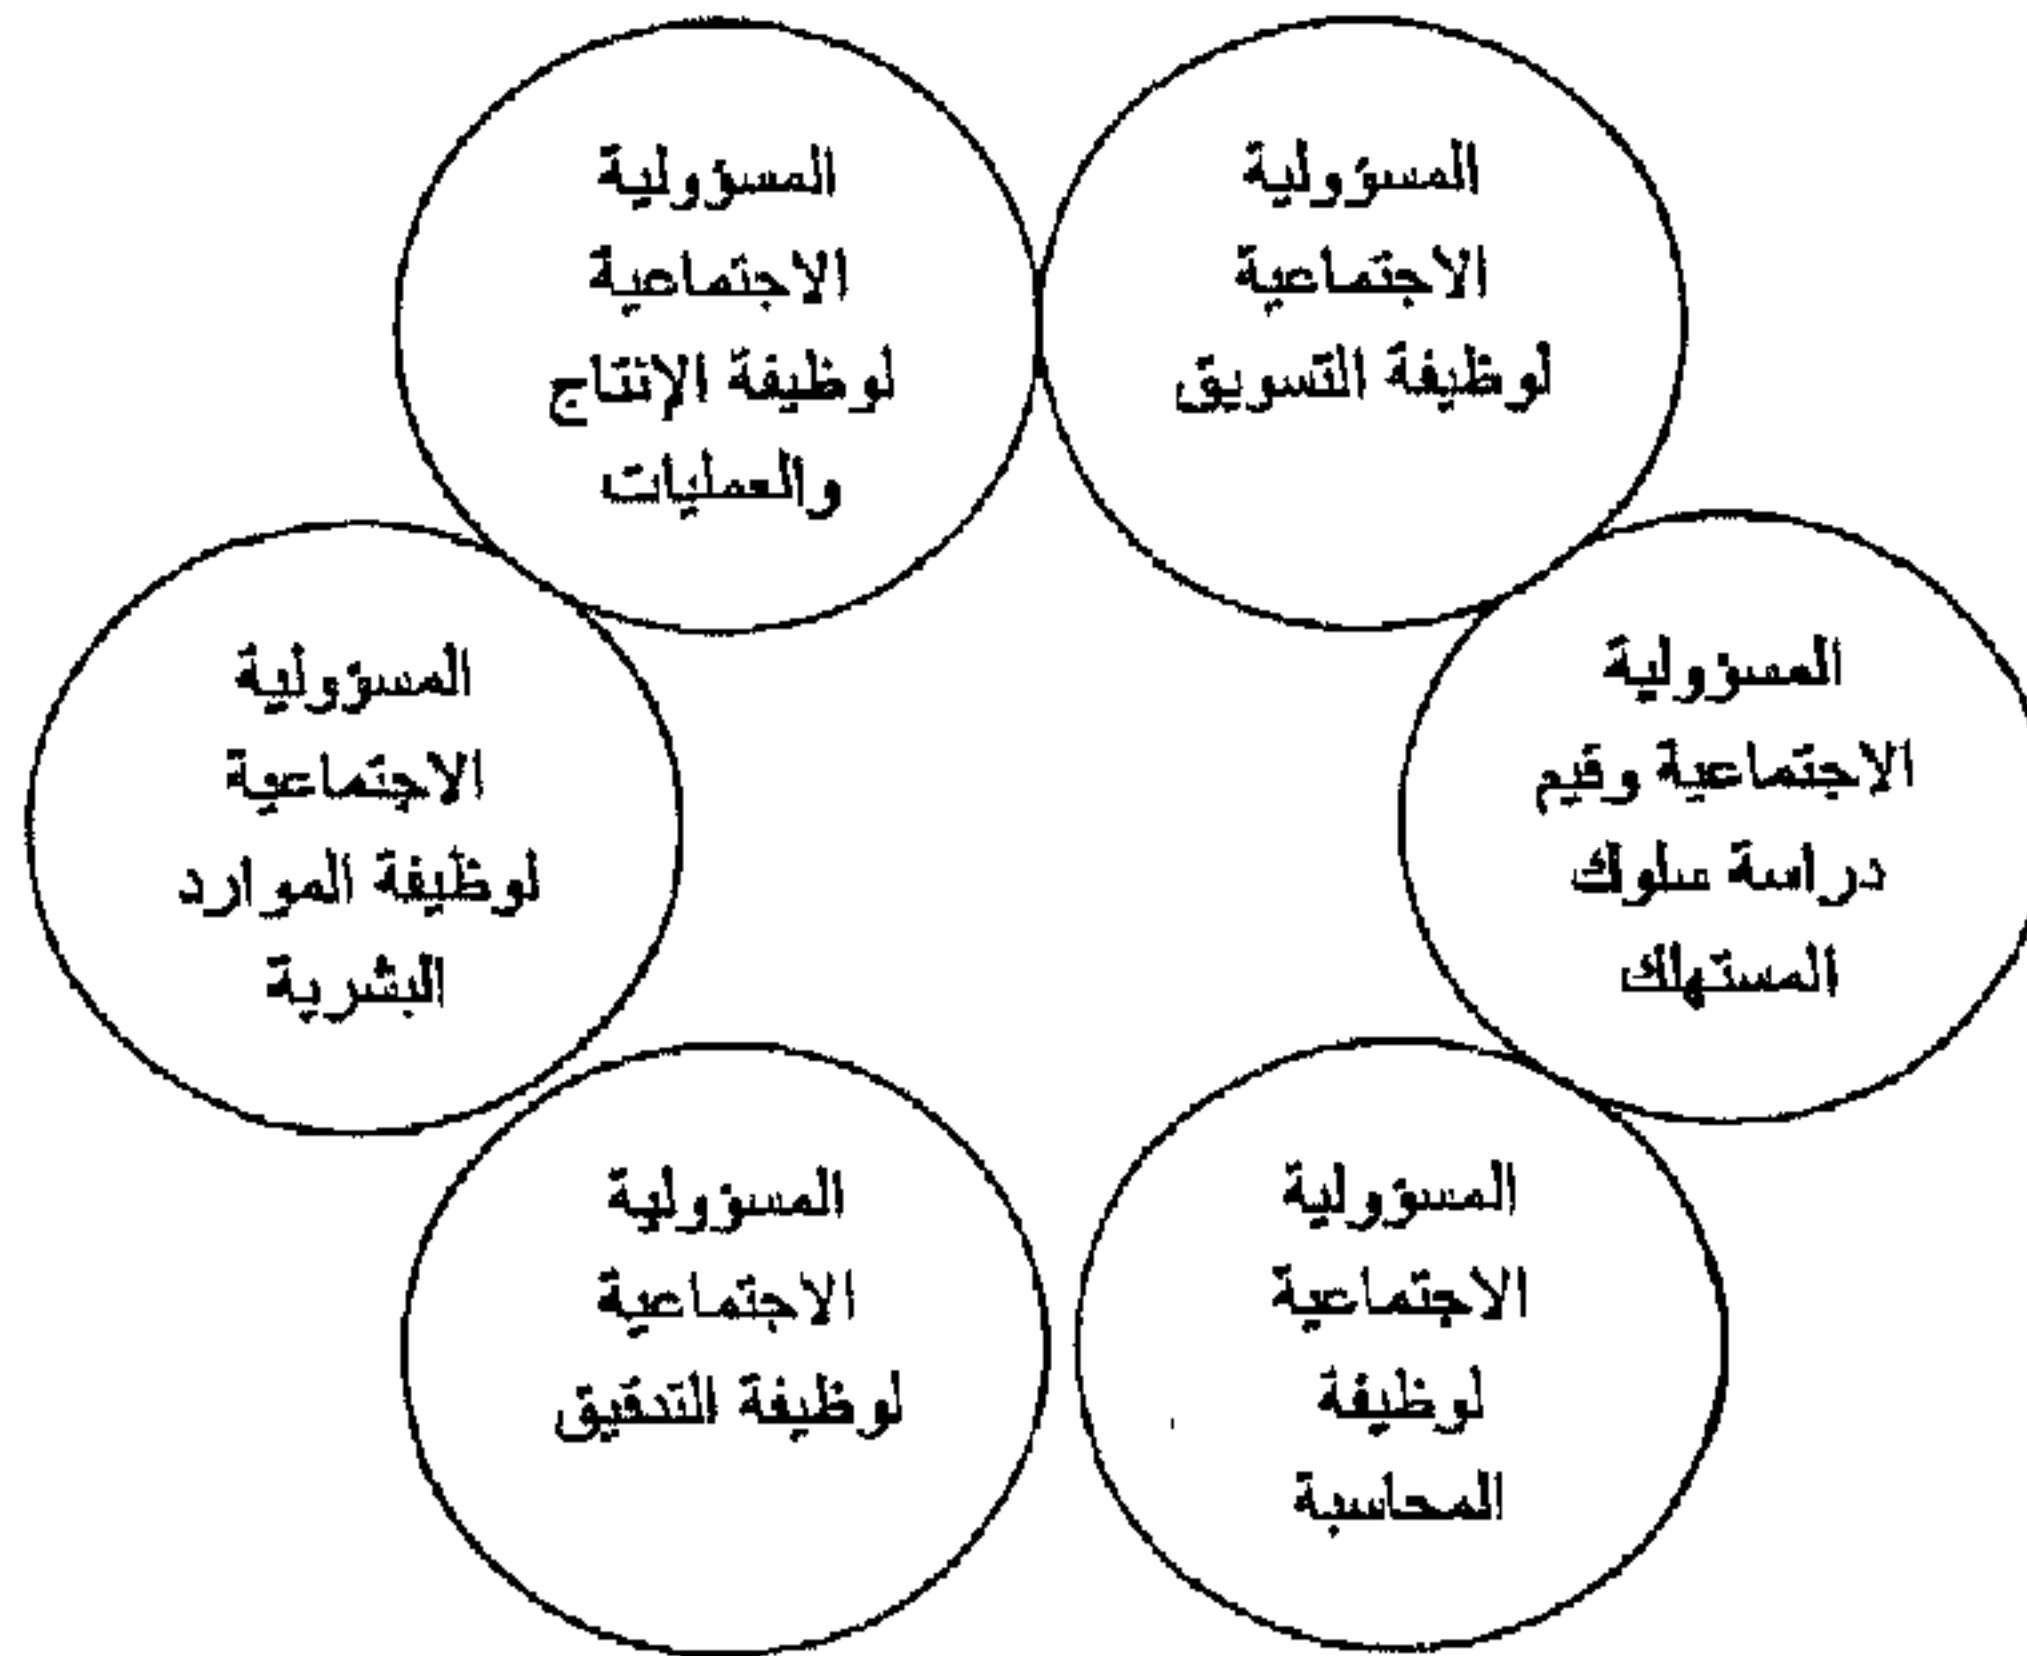 المسؤولية
الاجتماعية
لوظيفة التسويق
المسؤولية
الاجتماعية
لوظيفة الإنتاج
والعمليات
المسؤولية
الاجتماعية وقيم
دراسة سلوك
المستهلك
المسؤولية
الاجتماعية
لوظيفة الموارد
البشرية
المسؤولية
الاجتماعية
لوظيفة
المحاسبة
المسؤولية
الاجتماعية
لوظيفة التدقيق